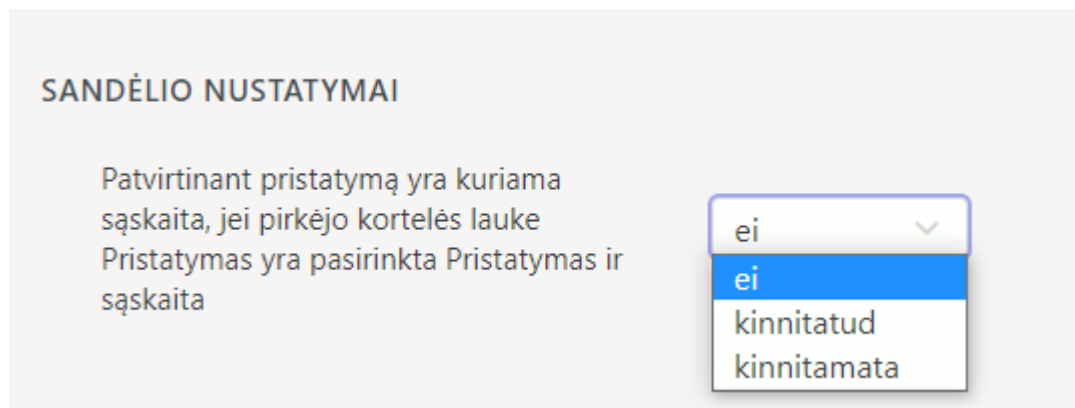 SANDĖLIO NUSTATYMAI
Patvirtinant pristatymą yra kuriama
sąskaita, jei pirkėjo kortelės lauke
Pristatymas yra pasirinkta Pristatymas ir
sąskaita
ei
ei
kinnitatud
kinnitamata